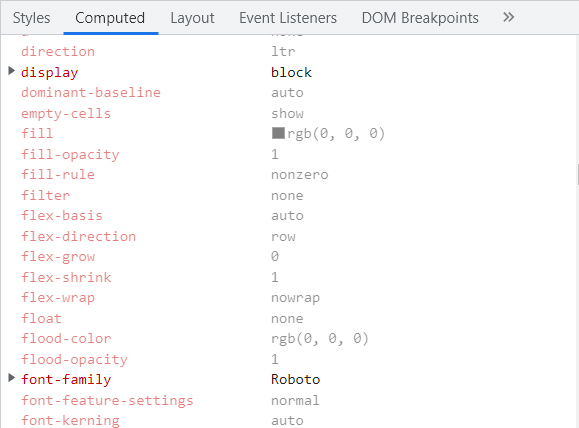 Styles Computed Layout Event Listeners DOM Breakpoints »
direction ltr
display block
dominant-baseline auto
empty-cells show
fill rgb(0, 0, 0)
fill-opacity 1
fill-rule nonzero
filter none
flex-basis auto
flex-direction row
flex-grow 0
flex-shrink 1
flex-wrap nowrap
float none
flood-color rgb(0, 0, 0)
flood-opacity 1
font-family Roboto
font-feature-settings normal
font-kerning auto